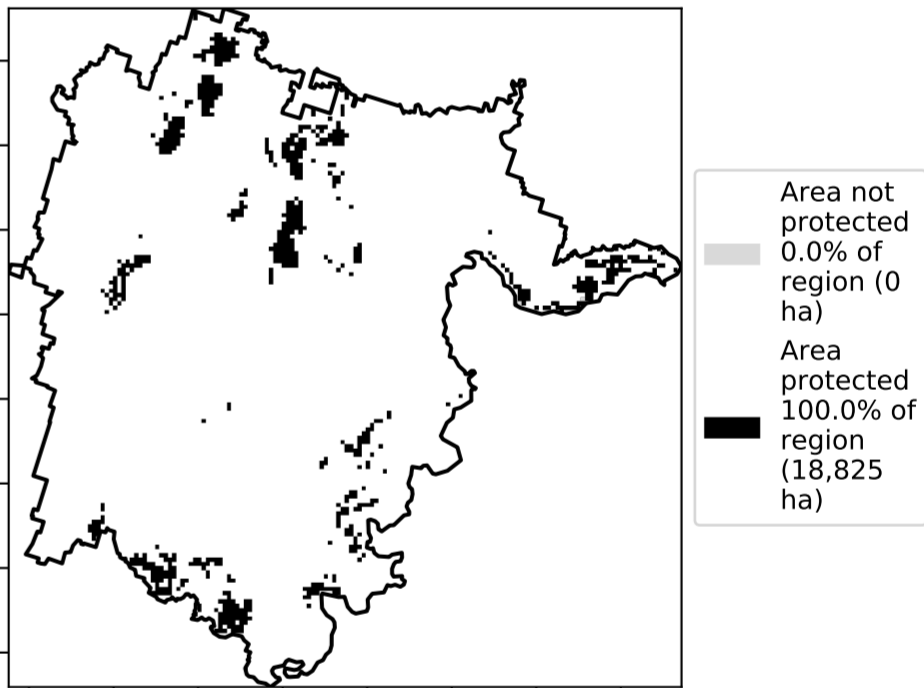 Area not
protected
0.0% of
region (0
ha)
Area
protected
100.0% of
region
(18,825
ha)